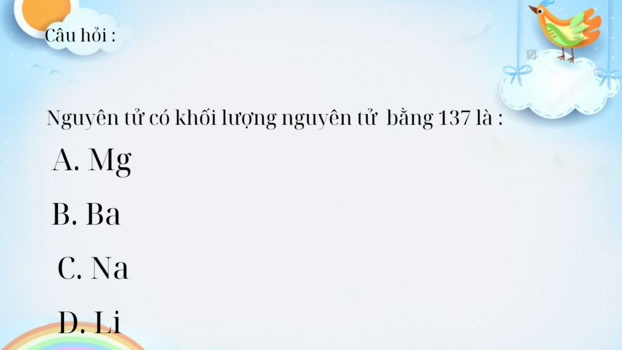 Câu hỏi :
Nguyên tử có khối lượng nguyên tử bằng 137 là :
A. Mg
B. Ba
C. Na
D. Li